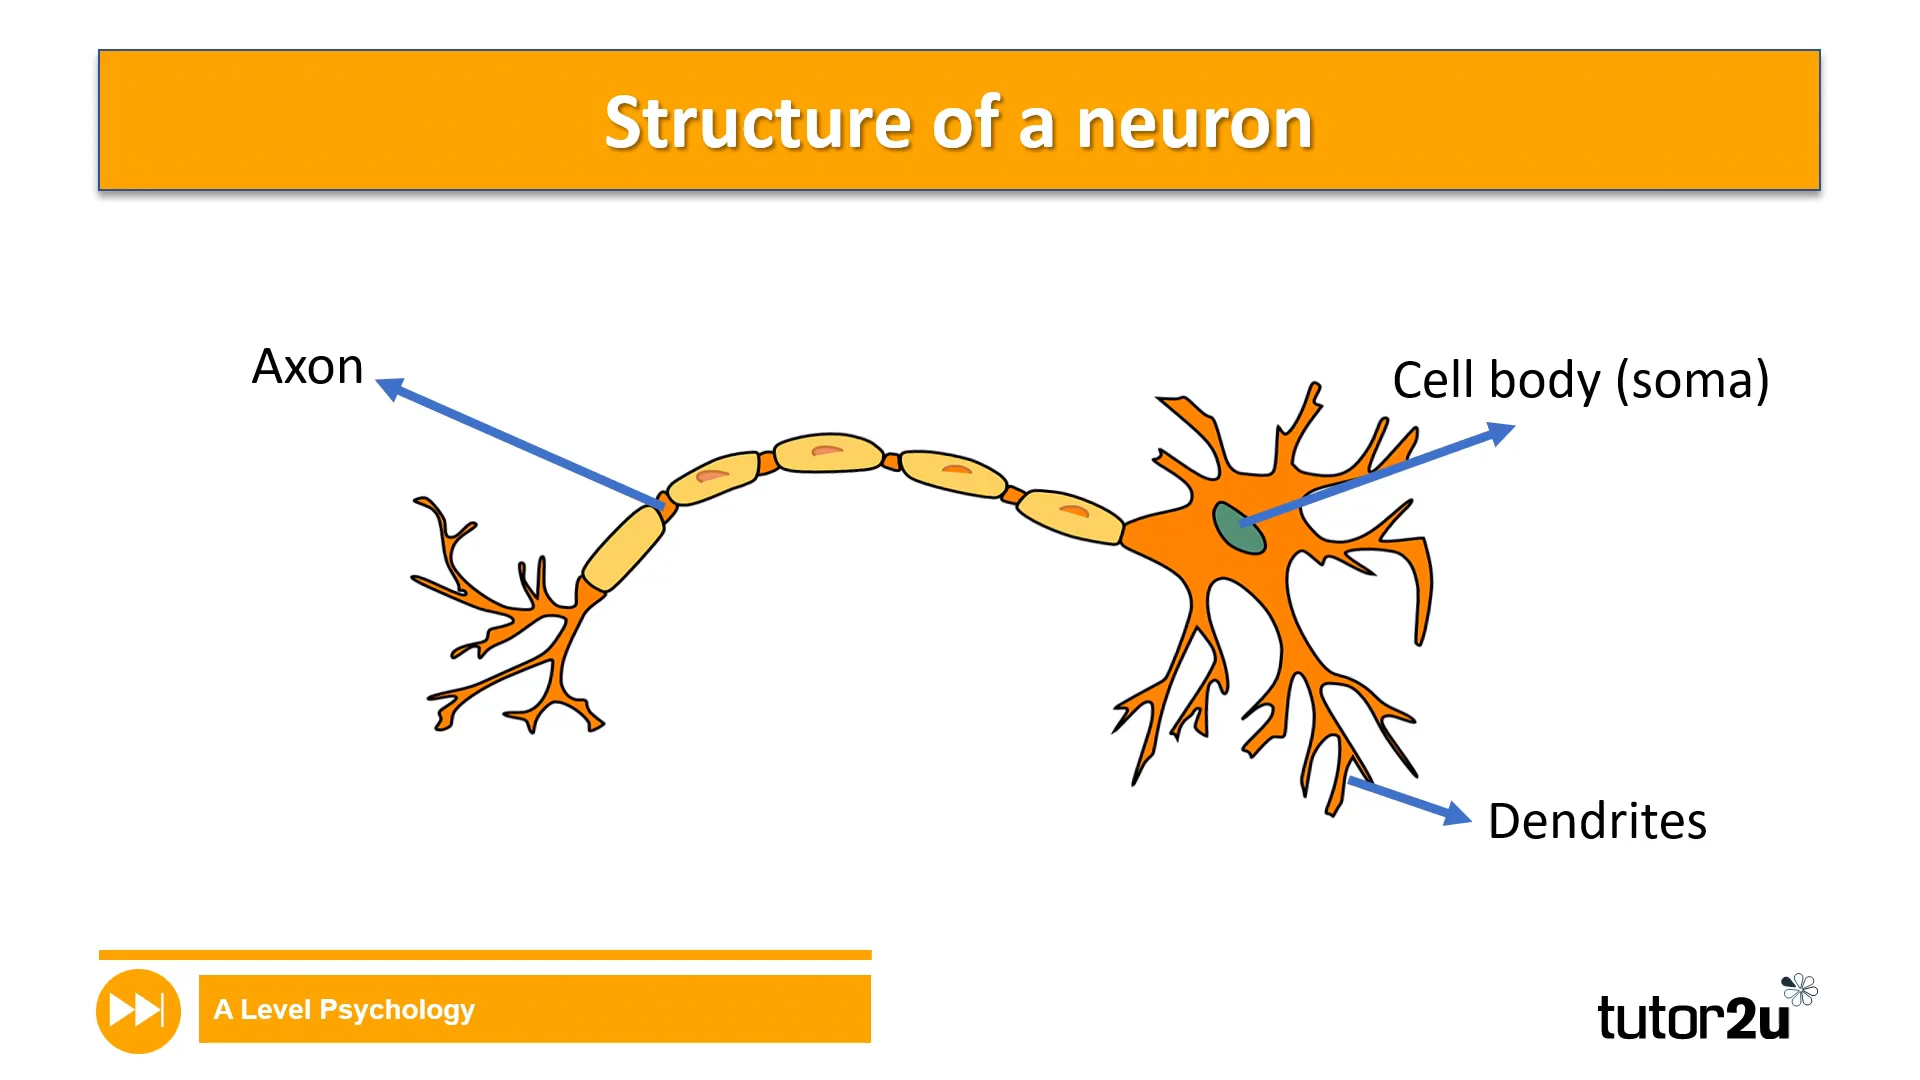 Structure of a neuron
Axon
Cell body (soma)
Dendrites
A Level Psychology
tutor2u